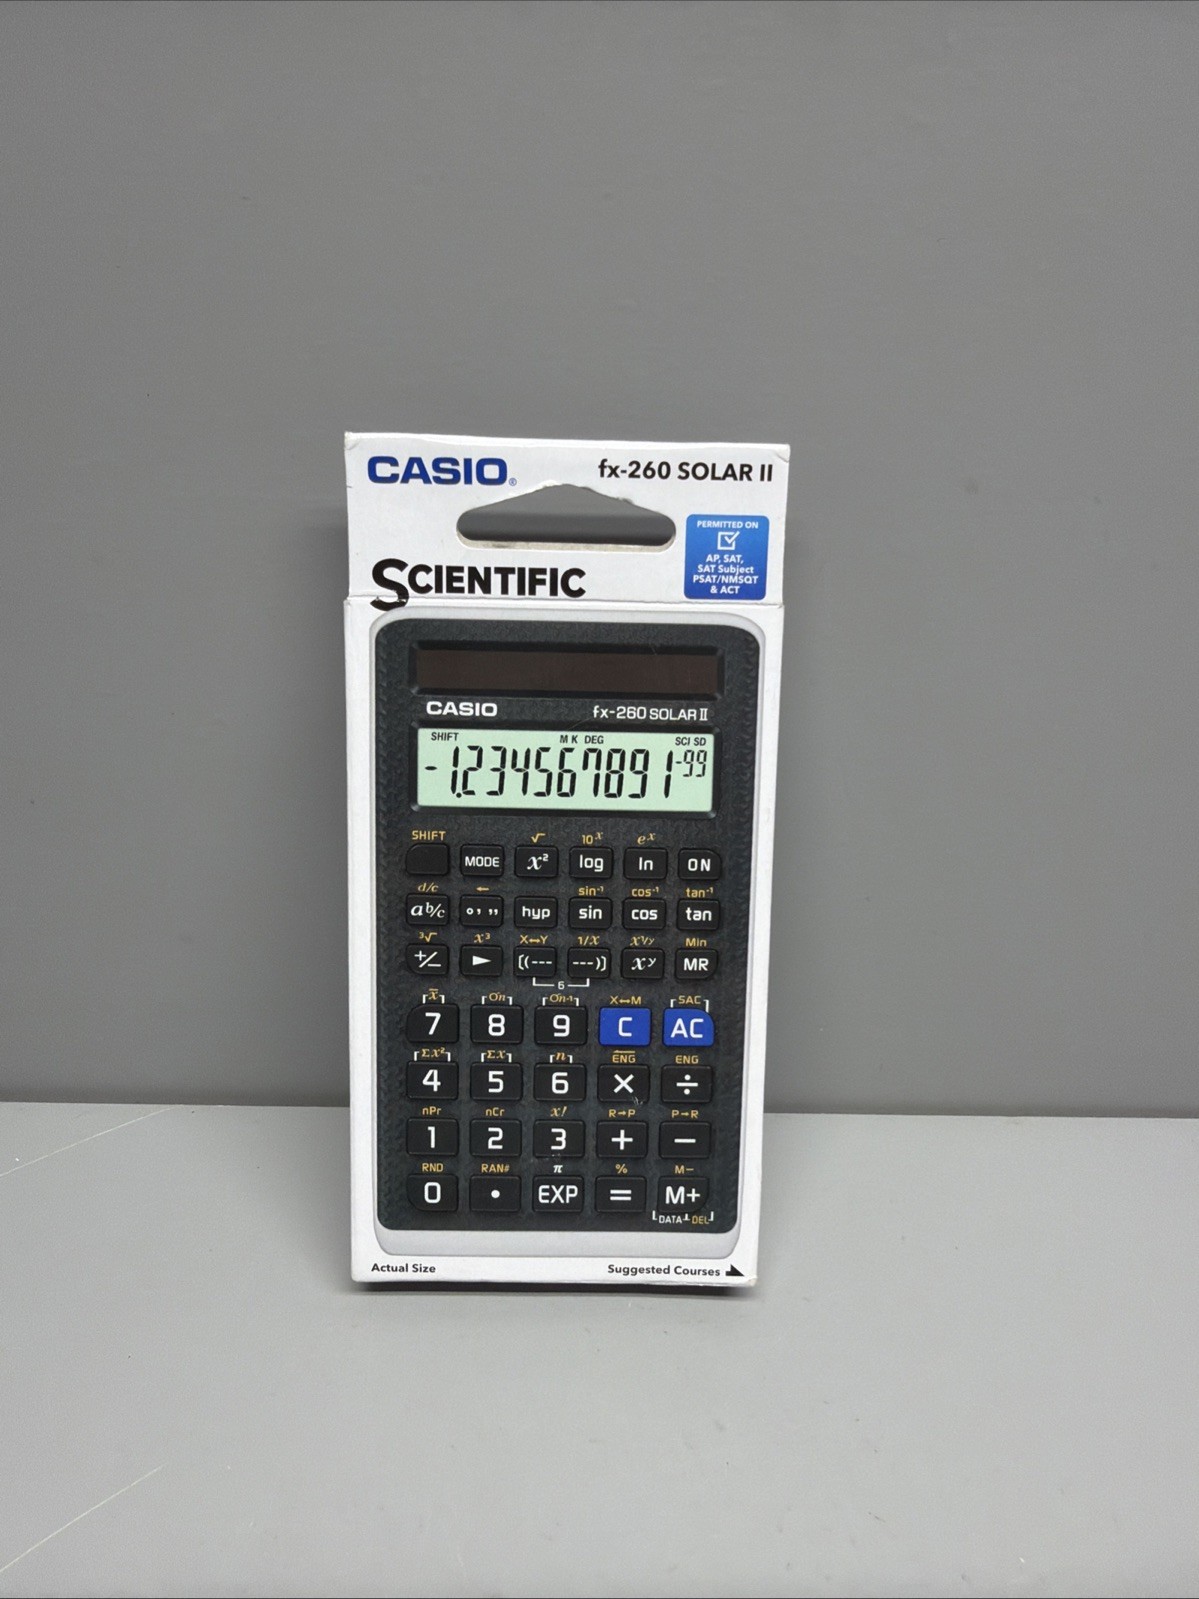 CASIO®
fx-260 SOLAR II
PERMITTED ON
AP, SAT,
SAT Subject
PSAT/NMSQT
& ACT
SCIENTIFIC
CASIO fx-260 SOLAR II
SHIFT M K DEG SCI SD
-1.234567891-99
SHIFT √ 10ˣ eˣ
MODE x² log ln ON
d/c ← sin⁻¹ cos⁻¹ tan⁻¹
a b/c °’ ” hyp sin cos tan
³√ x³ X↔Y 1/X X¹/ʸ Min
+/− ► [(--- ---)] xʸ MR
6
x̄ σn σn-1 X↔M SAC
7 8 9 C AC
Σx² Σx n ENG ENG
4 5 6 × ÷
nPr nCr x! R→P P→R
1 2 3 + −
RND RAN# π % M−
0 • EXP = M+
DATA DEL
Actual Size
Suggested Courses